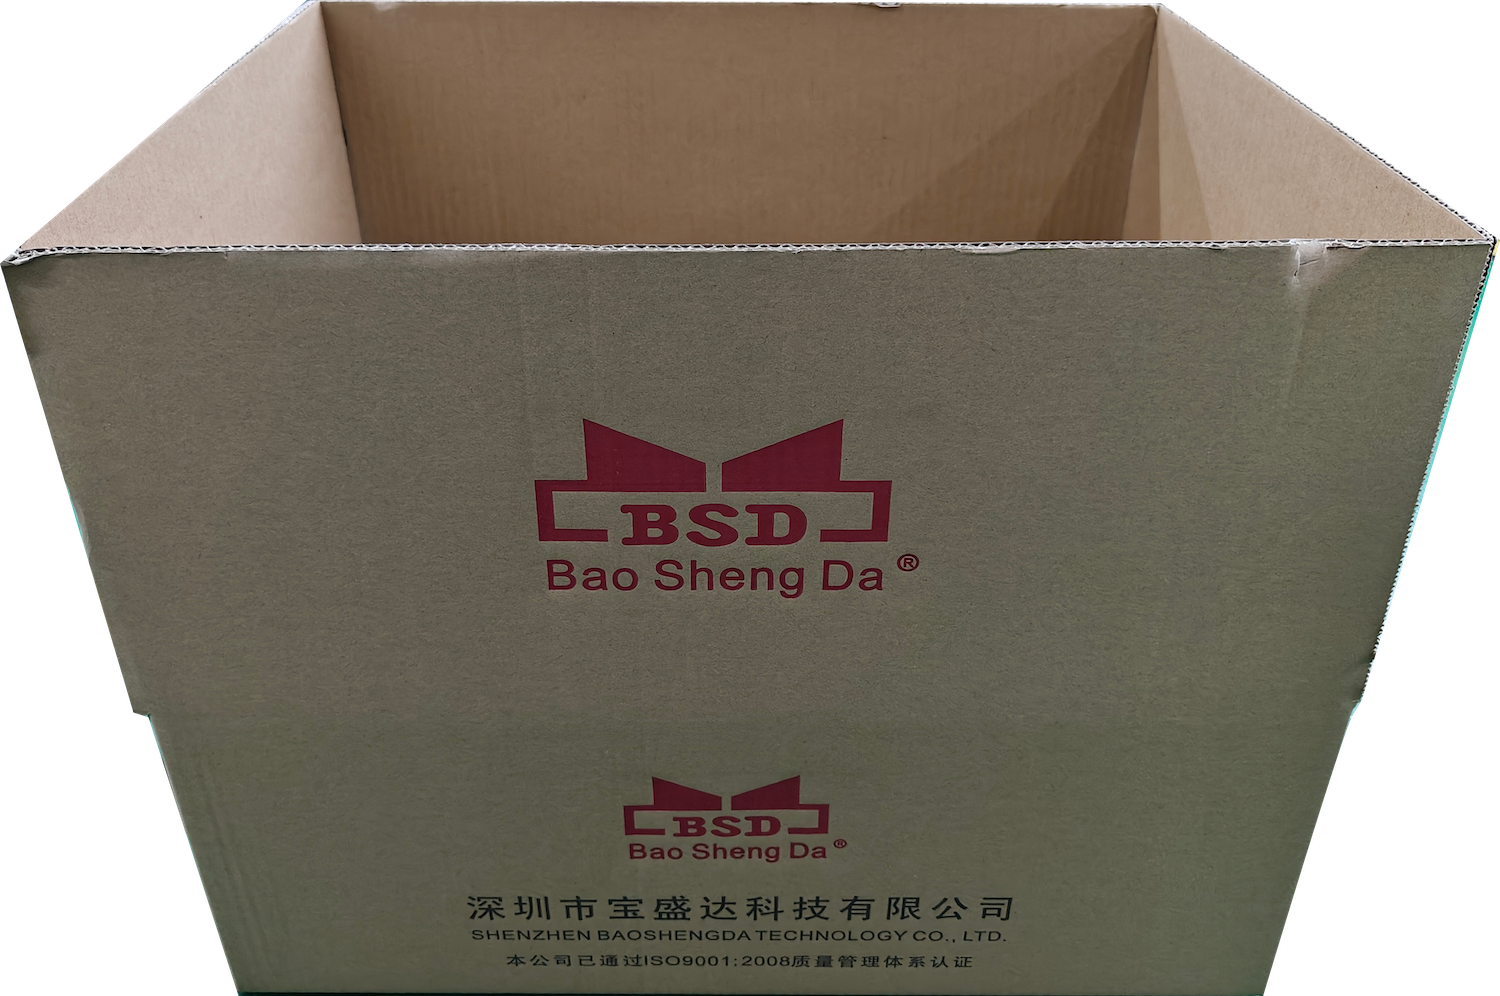 BSD
Bao Sheng Da®
BSD
Bao Sheng Da®
深圳市宝盛达科技有限公司
SHENZHEN BAOSHENGDA TECHNOLOGY CO., LTD.
本公司已通过ISO9001:2008质量管理体系认证